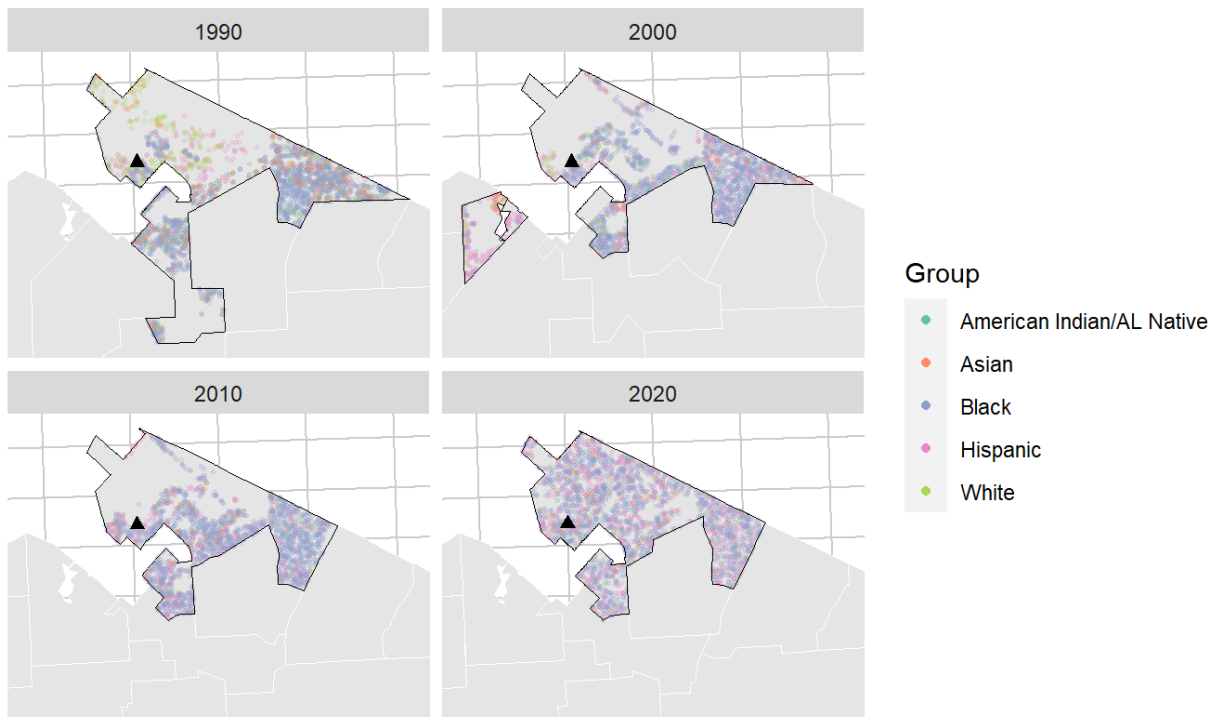 1990
2000
2010
2020
Group
American Indian/AL Native
Asian
Black
Hispanic
White